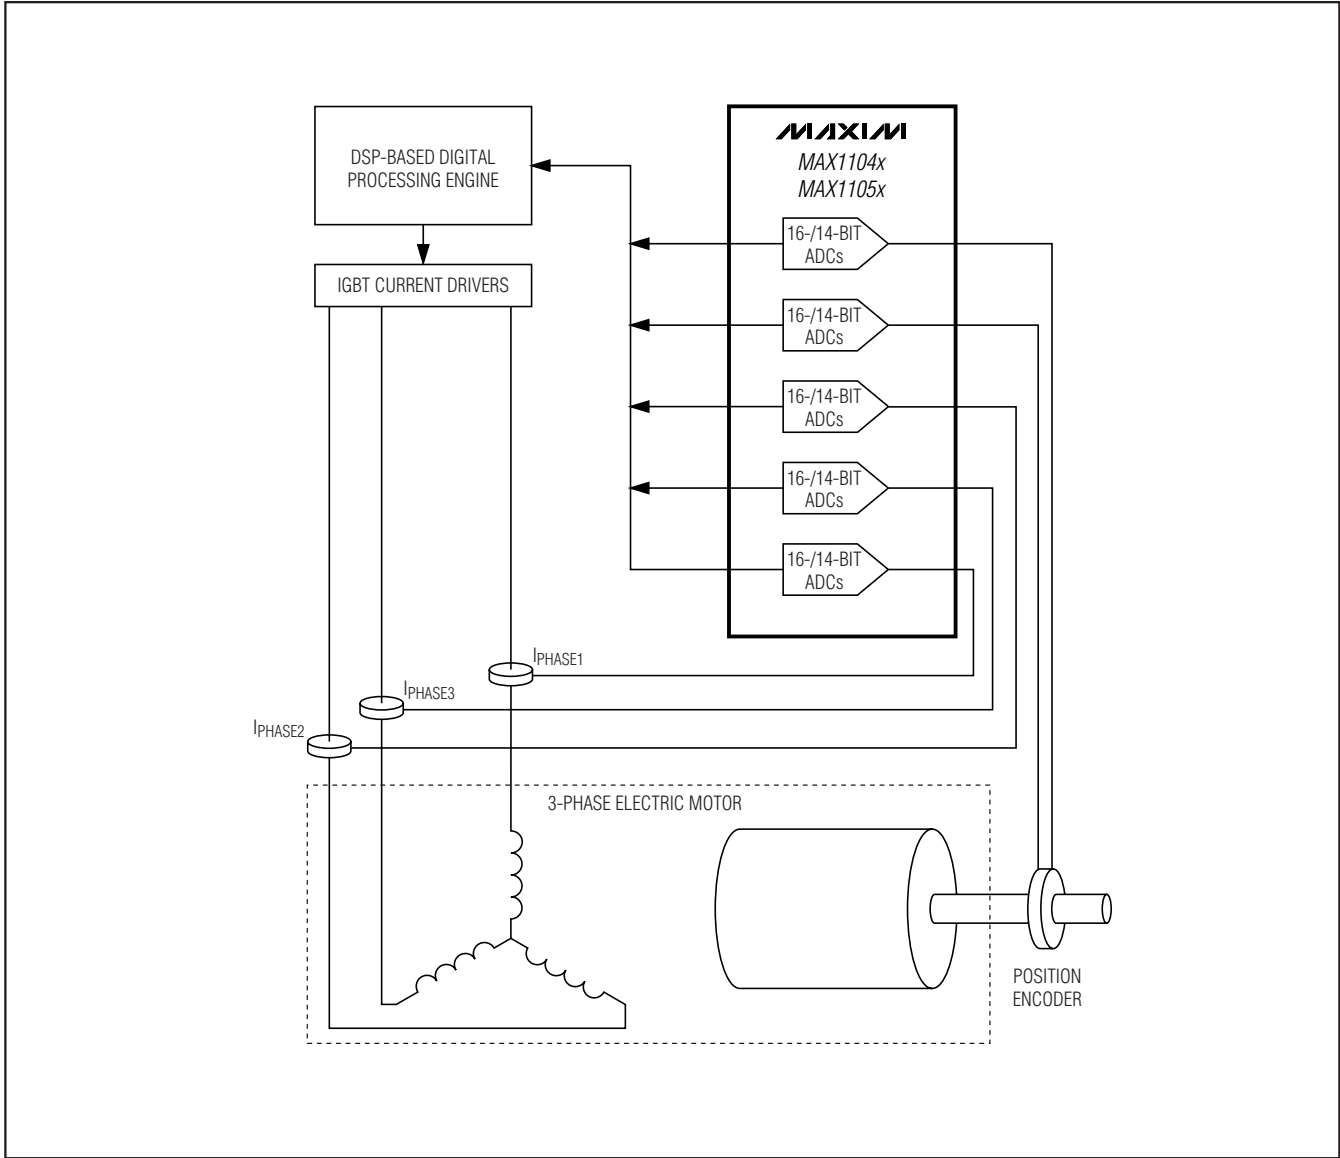 DSP-BASED DIGITAL
PROCESSING ENGINE
IGBT CURRENT DRIVERS
MAXIM
MAX1104x
MAX1105x
16-/14-BIT
ADCs
16-/14-BIT
ADCs
16-/14-BIT
ADCs
16-/14-BIT
ADCs
16-/14-BIT
ADCs
IPHASE1
IPHASE3
IPHASE2
3-PHASE ELECTRIC MOTOR
POSITION
ENCODER